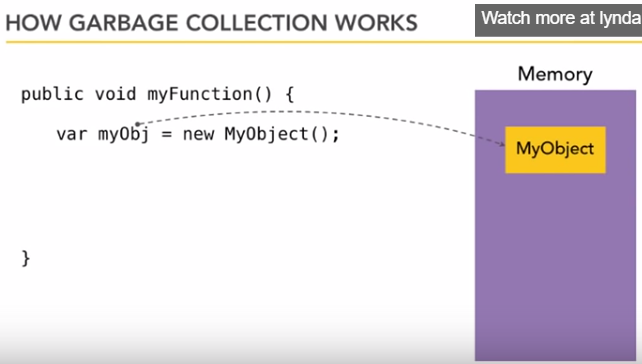 HOW GARBAGE COLLECTION WORKS
Watch more at lynda
Memory
public void myFunction() {
var myObj = new MyObject();
MyObject
}